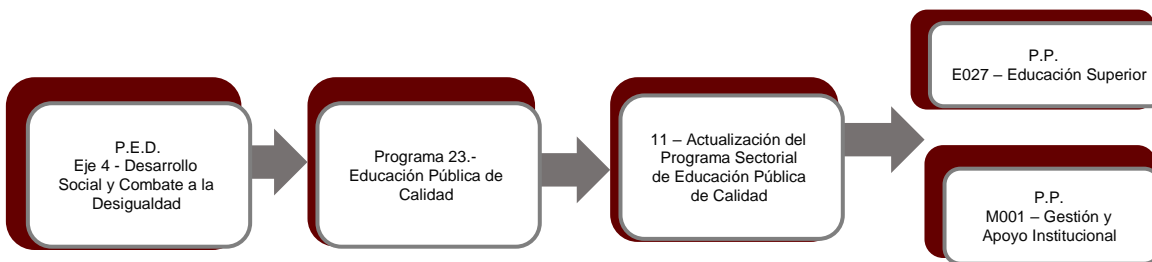 P.E.D.
Eje 4 - Desarrollo
Social y Combate a la
Desigualdad
Programa 23.-
Educación Pública de
Calidad
11 – Actualización del
Programa Sectorial
de Educación Pública
de Calidad
P.P.
E027 – Educación Superior
P.P.
M001 – Gestión y
Apoyo Institucional